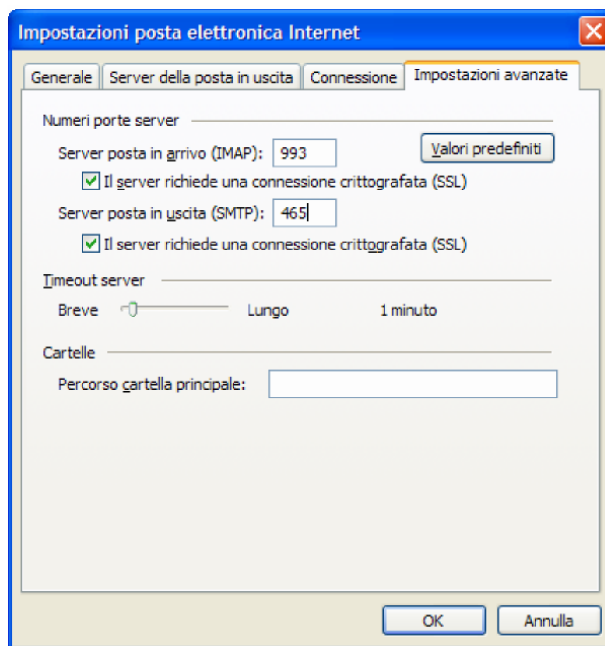 Impostazioni posta elettronica Internet
Generale Server della posta in uscita Connessione Impostazioni avanzate
Numeri porte server
Server posta in arrivo (IMAP): 993 Valori predefiniti
Il server richiede una connessione crittografata (SSL)
Server posta in uscita (SMTP): 465
Il server richiede una connessione crittografata (SSL)
Timeout server
Breve Lungo 1 minuto
Cartelle
Percorso cartella principale:
OK Annulla